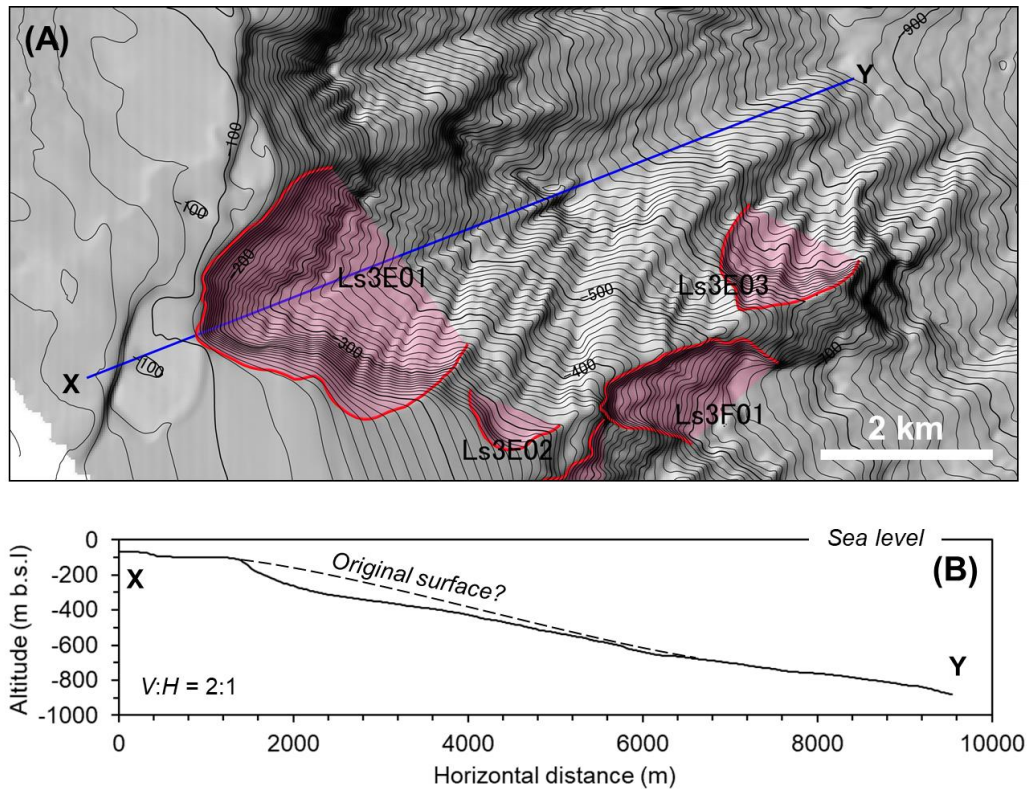 (A)
-900
Y
-100
-100
-200
Ls3E01
Ls3E03
-500
-300
-100
X
-400
Ls3F01
2 km
Ls3E02
0
Sea level
X
Original surface?
(B)
-200
-400
-600
Y
-800
V:H = 2:1
-1000
Altitude (m b.s.l)
0
2000
4000
6000
8000
10000
Horizontal distance (m)